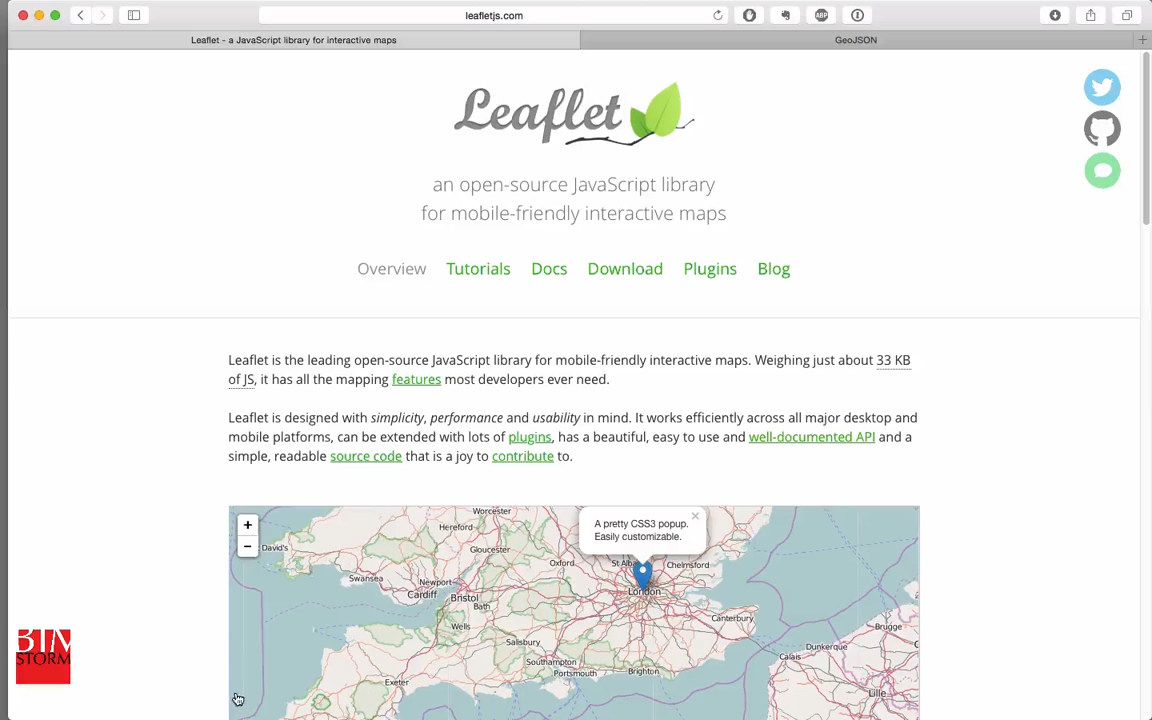 leafletjs.com
ABP
Leaflet - a JavaScript library for interactive maps
GeoJSON
Leaflet
an open-source JavaScript library
for mobile-friendly interactive maps
Overview Tutorials Docs Download Plugins Blog
Leaflet is the leading open-source JavaScript library for mobile-friendly interactive maps. Weighing just about 33 KB
of JS, it has all the mapping features most developers ever need.
Leaflet is designed with simplicity, performance and usability in mind. It works efficiently across all major desktop and
mobile platforms, can be extended with lots of plugins, has a beautiful, easy to use and well-documented API and a
simple, readable source code that is a joy to contribute to.
+
−
A pretty CSS3 popup.
Easily customizable.
×
Worcester
Hereford
David's
Gloucester
Oxford
St Alba
Chelmsford
Swansea
Newport
Cardiff
Bristol
Bath
London
Wells
Canterbury
Salisbury
Southampton
Portsmouth
Brighton
Exeter
Calais
Dunkerque
Brugge
Lille
BIN
STORM